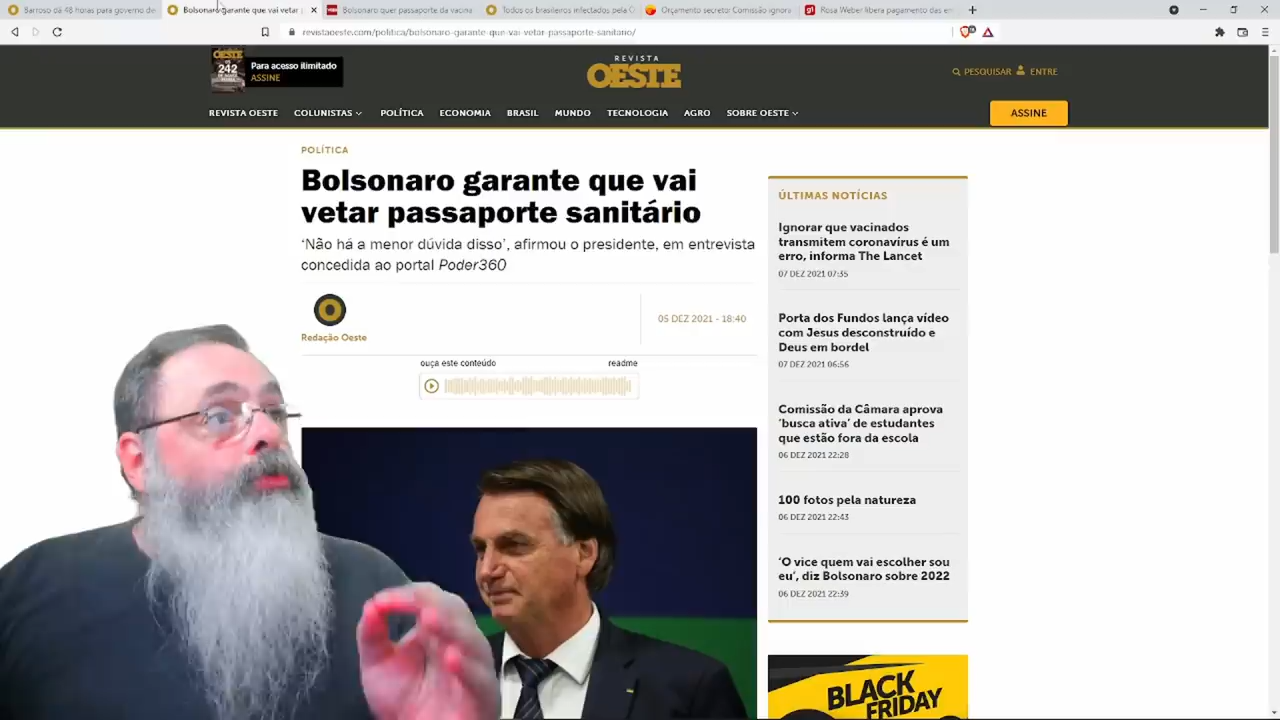 Barroso dá 48 horas para governo de
Bolsonaro garante que vai vetar p
Bolsonaro quer passaporte da vacina
Todos os brasileiros infectados pela O
Orçamento secreto: Comissão ignora
Rosa Weber libera pagamento das em
revistaoeste.com/politica/bolsonaro-garante-que-vai-vetar-passaporte-sanitario/
OESTE
242
Para acesso ilimitado
ASSINE
REVISTA
OESTE
PESQUISAR
ENTRE
REVISTA OESTE
COLUNISTAS
POLÍTICA
ECONOMIA
BRASIL
MUNDO
TECNOLOGIA
AGRO
SOBRE OESTE
ASSINE
POLÍTICA
Bolsonaro garante que vai
vetar passaporte sanitário
‘Não há a menor dúvida disso’, afirmou o presidente, em entrevista
concedida ao portal Poder360
Redação Oeste
05 DEZ 2021 - 18:40
ouça este conteúdo
readme
ÚLTIMAS NOTÍCIAS
Ignorar que vacinados
transmitem coronavírus é um
erro, informa The Lancet
07 DEZ 2021 07:35
Porta dos Fundos lança vídeo
com Jesus desconstruído e
Deus em bordel
07 DEZ 2021 06:56
Comissão da Câmara aprova
‘busca ativa’ de estudantes
que estão fora da escola
06 DEZ 2021 22:28
100 fotos pela natureza
06 DEZ 2021 22:43
‘O vice quem vai escolher sou
eu’, diz Bolsonaro sobre 2022
06 DEZ 2021 22:39
BLACK
FRIDAY